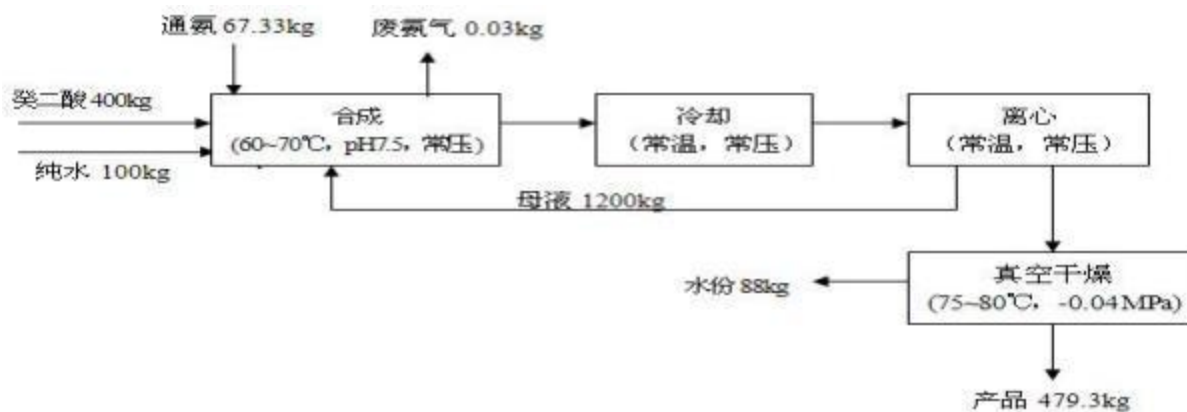 通氨 67.33kg
废氨气 0.03kg
癸二酸 400kg
合成
(60~70℃, pH7.5, 常压)
冷却
(常温, 常压)
离心
(常温, 常压)
纯水 100kg
母液 1200kg
水份 88kg
真空干燥
(75~80℃, -0.04MPa)
产品 479.3kg